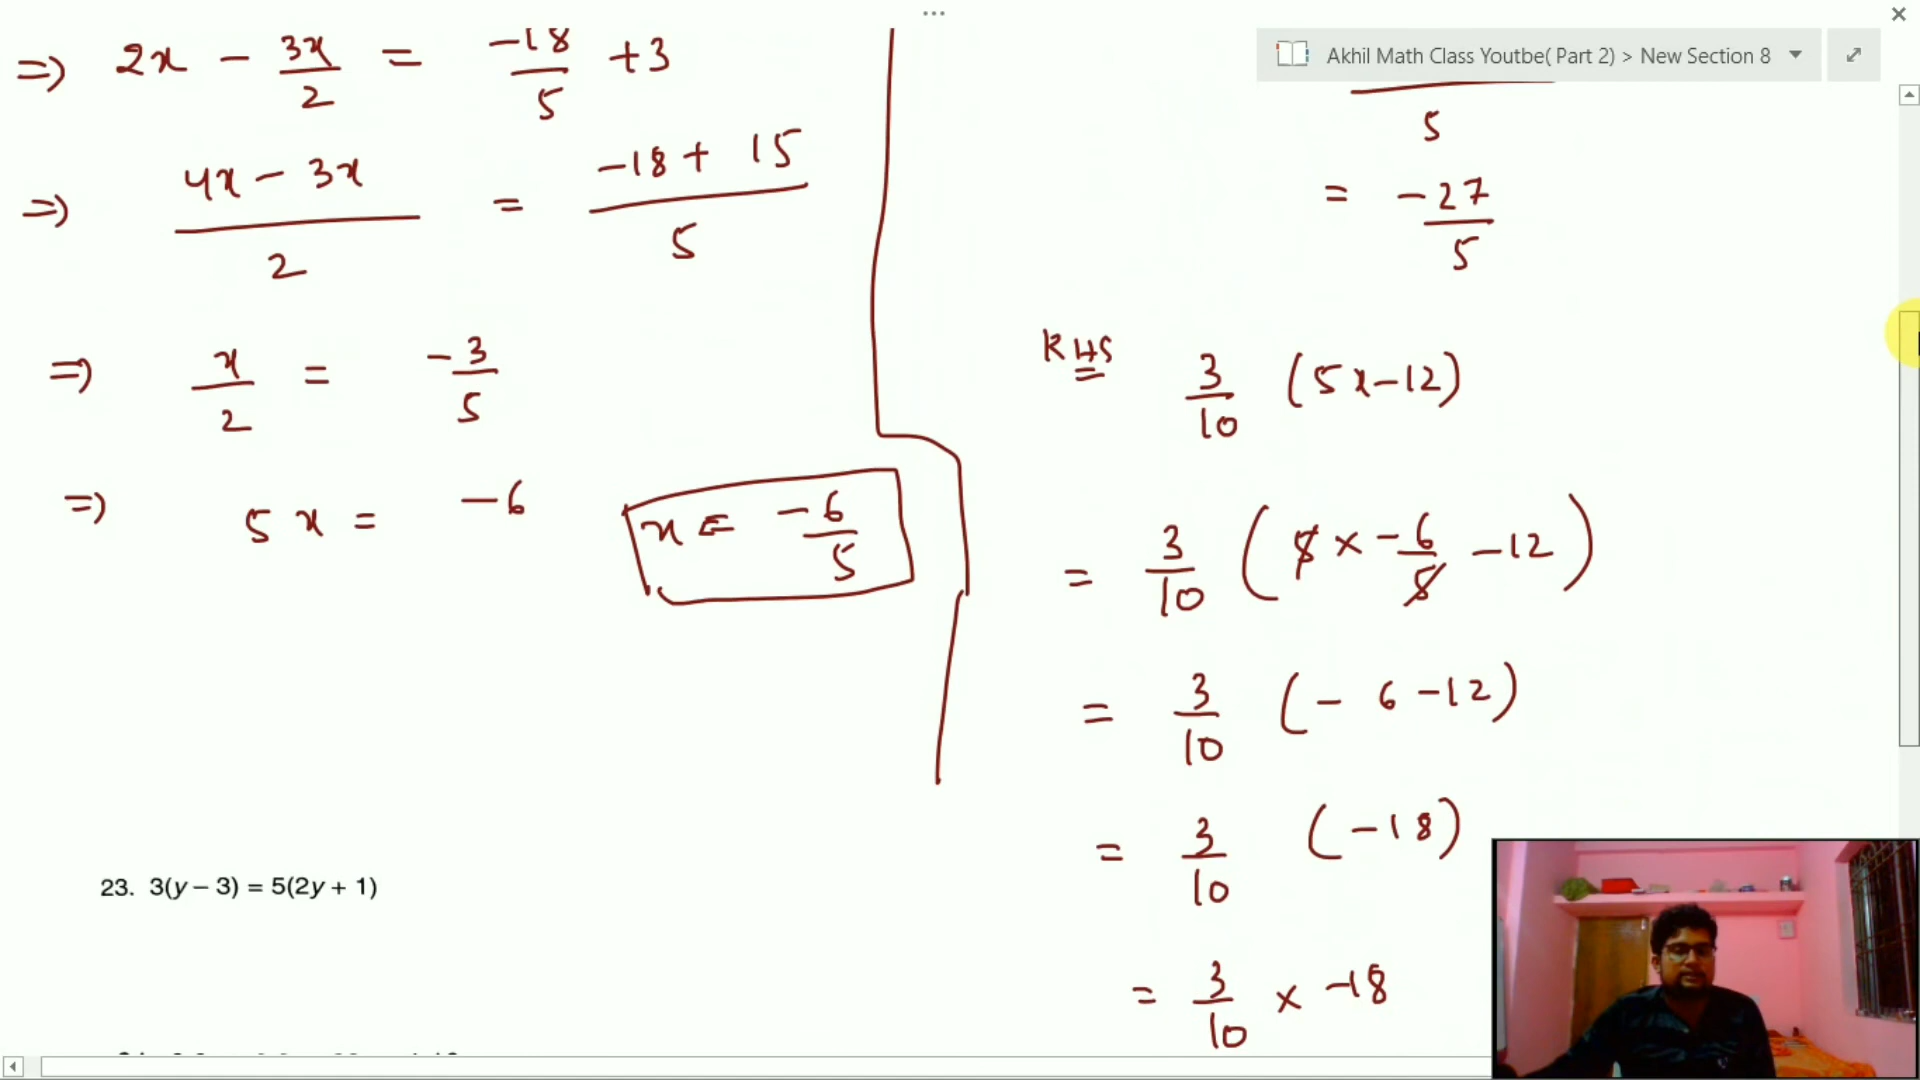 Akhil Math Class Youtbe( Part 2) > New Section 8
⇒ 2x - 3x/2 = -18/5 + 3
⇒ (4x - 3x)/2 = (-18 + 15)/5
⇒ x/2 = -3/5
⇒ 5x = -6
x = -6/5
5
= -27/5
RHS
3/10 (5x-12)
= 3/10 (5 x -6/5 -12)
= 3/10 (- 6 -12)
= 3/10 (-18)
= 3/10 x -18
23. 3(y – 3) = 5(2y + 1)